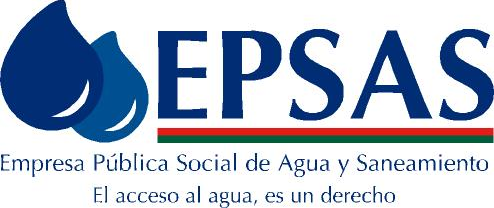 EPSAS
Empresa Pública Social de Agua y Saneamiento
El acceso al agua, es un derecho